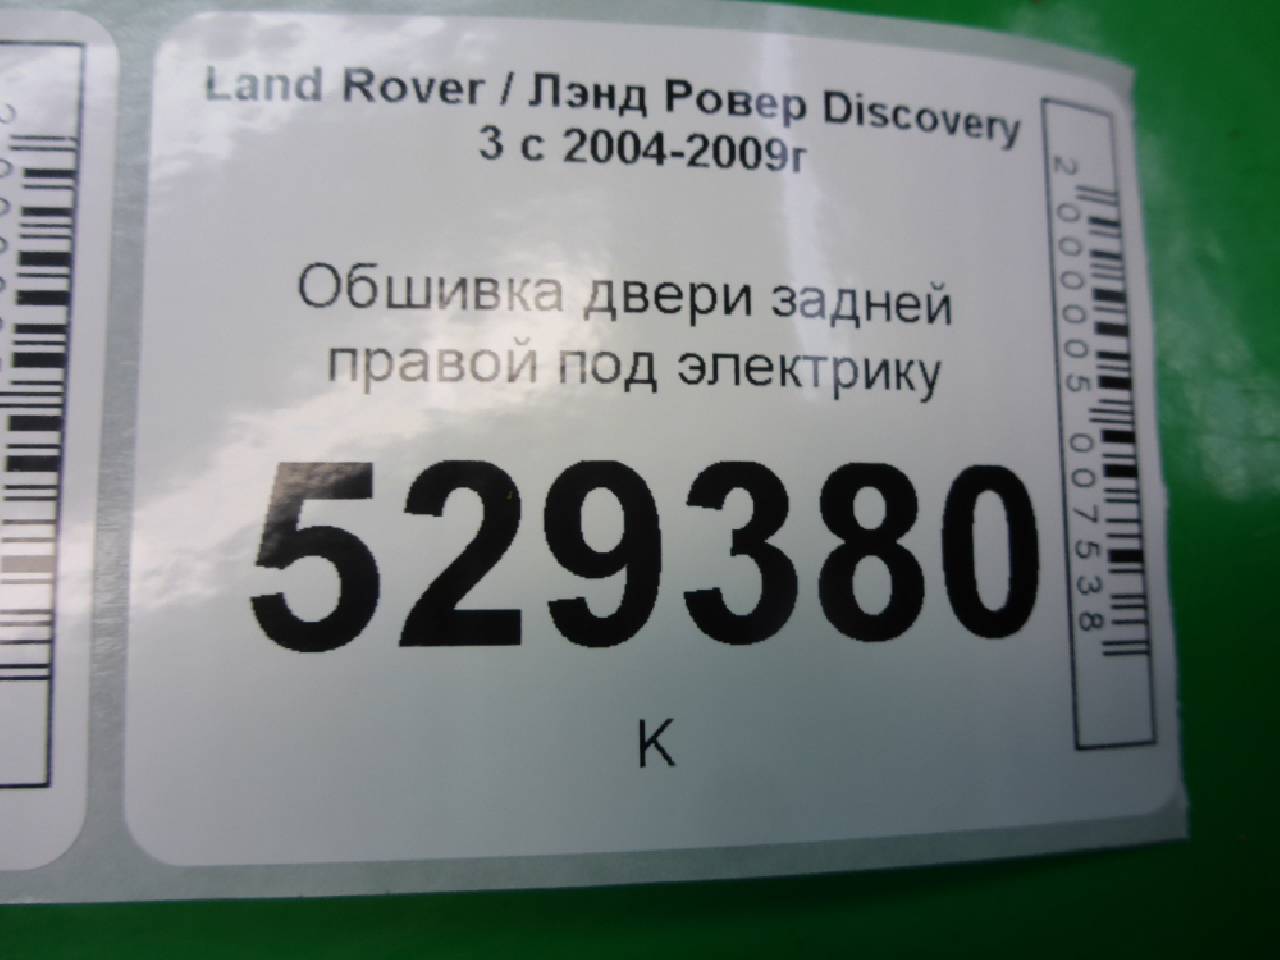 Land Rover / Лэнд Ровер Discovery
3 с 2004-2009г
Обшивка двери задней
правой под электрику
529380
К
2000005007538